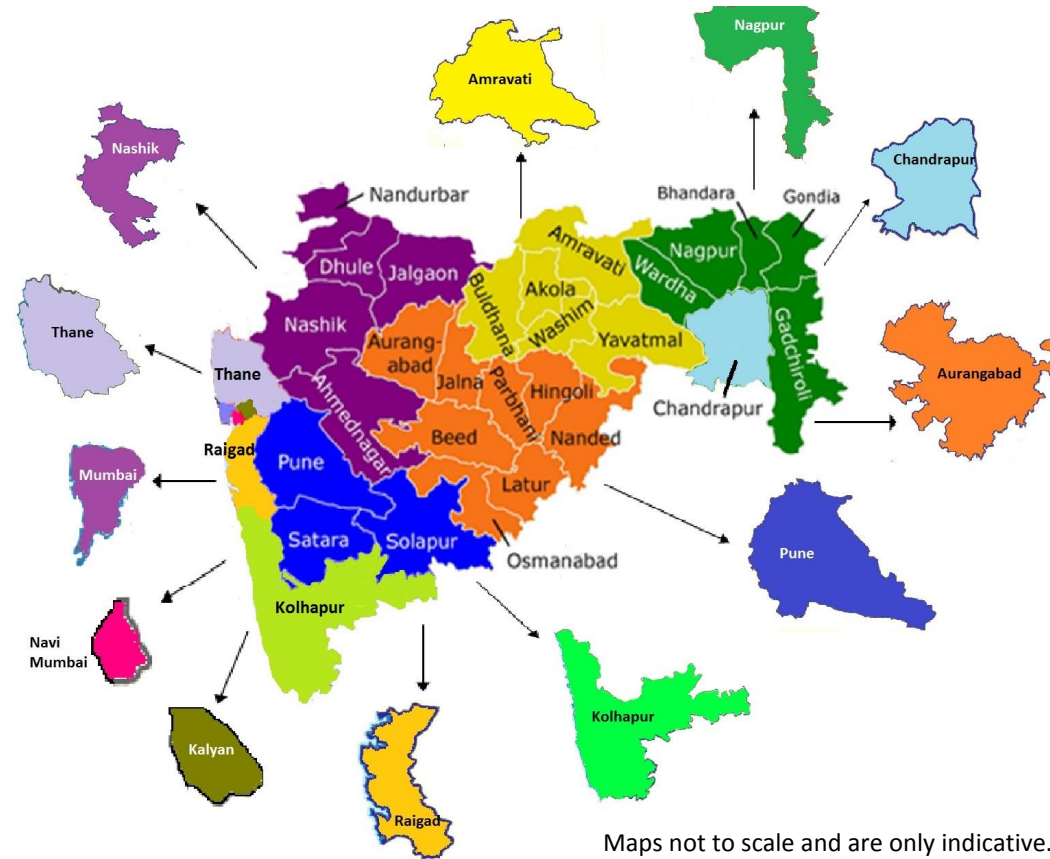 Nagpur
Amravati
Nashik
Chandrapur
Nandurbar
Bhandara
Gondia
Dhule
Jalgaon
Amravati
Nagpur
Wardha
Buldhana
Akola
Washim
Yavatmal
Gadchiroli
Nashik
Thane
Aurang-
abad
Jalna
Parbhani
Hingoli
Aurangabad
Thane
Ahmednagar
Chandrapur
Raigad
Beed
Nanded
Pune
Latur
Mumbai
Satara
Solapur
Osmanabad
Pune
Kolhapur
Navi
Mumbai
Kolhapur
Kalyan
Raigad
Maps not to scale and are only indicative.